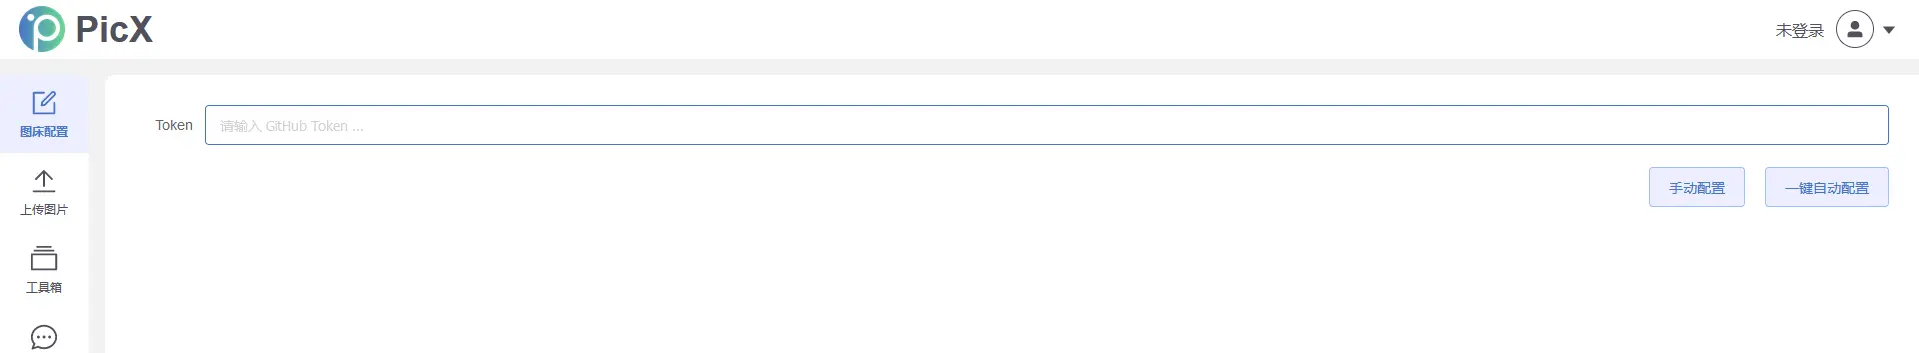 PicX
未登录
图床配置
Token
请输入 GitHub Token ...
手动配置
一键自动配置
上传图片
工具箱